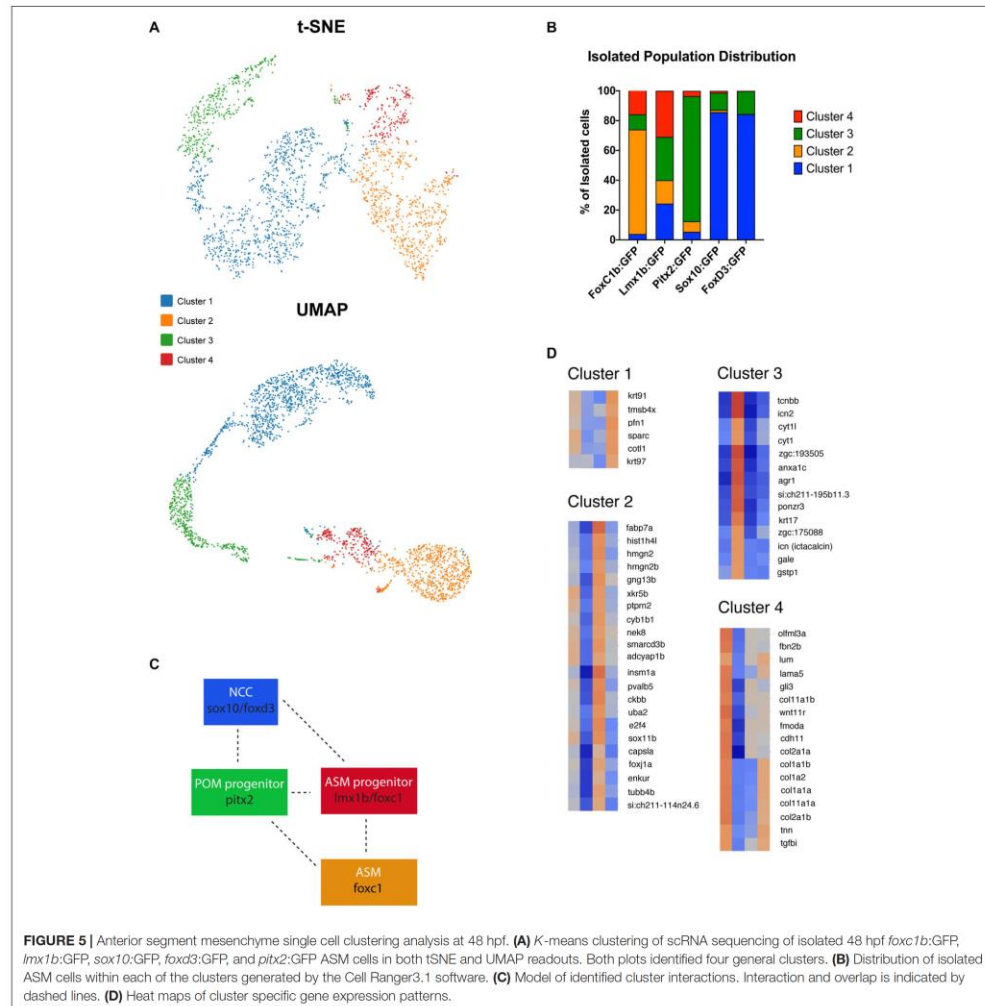 A
t-SNE
B
Isolated Population Distribution
% of Isolated cells
100
80
60
40
20
0
FoxC1b:GFP
Lmx1b:GFP
Pitx2:GFP
Sox10:GFP
FoxD3:GFP
Cluster 4
Cluster 3
Cluster 2
Cluster 1
Cluster 1
Cluster 2
Cluster 3
Cluster 4
UMAP
C
NCC
sox10/foxd3
POM progenitor
pitx2
ASM progenitor
lmx1b/foxc1
ASM
foxc1
D
Cluster 1
krt91
tmsb4x
pfn1
sparc
cotl1
krt97
Cluster 2
fabp7a
hist1h4l
hmgn2
hmgn2b
gng13b
xkr5b
ptprn2
cyb1b1
nek8
smarcd3b
adcyap1b
insm1a
pvalb5
ckbb
uba2
e2f4
sox11b
capsla
foxj1a
enkur
tubb4b
si:ch211-114n24.6
Cluster 3
tcnbb
icn2
cyt1l
cyt1
zgc:193505
anxa1c
agr1
si:ch211-195b11.3
ponzr3
krt17
zgc:175088
icn (ictacalcin)
gale
gstp1
Cluster 4
olfml3a
fbn2b
lum
lama5
gli3
col11a1b
wnt11r
fmoda
cdh11
col2a1a
col1a1b
col1a2
col1a1a
col11a1a
col2a1b
tnn
tgfbi
FIGURE 5 | Anterior segment mesenchyme single cell clustering analysis at 48 hpf. (A) K-means clustering of scRNA sequencing of isolated 48 hpf foxc1b:GFP,
lmx1b:GFP, sox10:GFP, foxd3:GFP, and pitx2:GFP ASM cells in both tSNE and UMAP readouts. Both plots identified four general clusters. (B) Distribution of isolated
ASM cells within each of the clusters generated by the Cell Ranger3.1 software. (C) Model of identified cluster interactions. Interaction and overlap is indicated by
dashed lines. (D) Heat maps of cluster specific gene expression patterns.